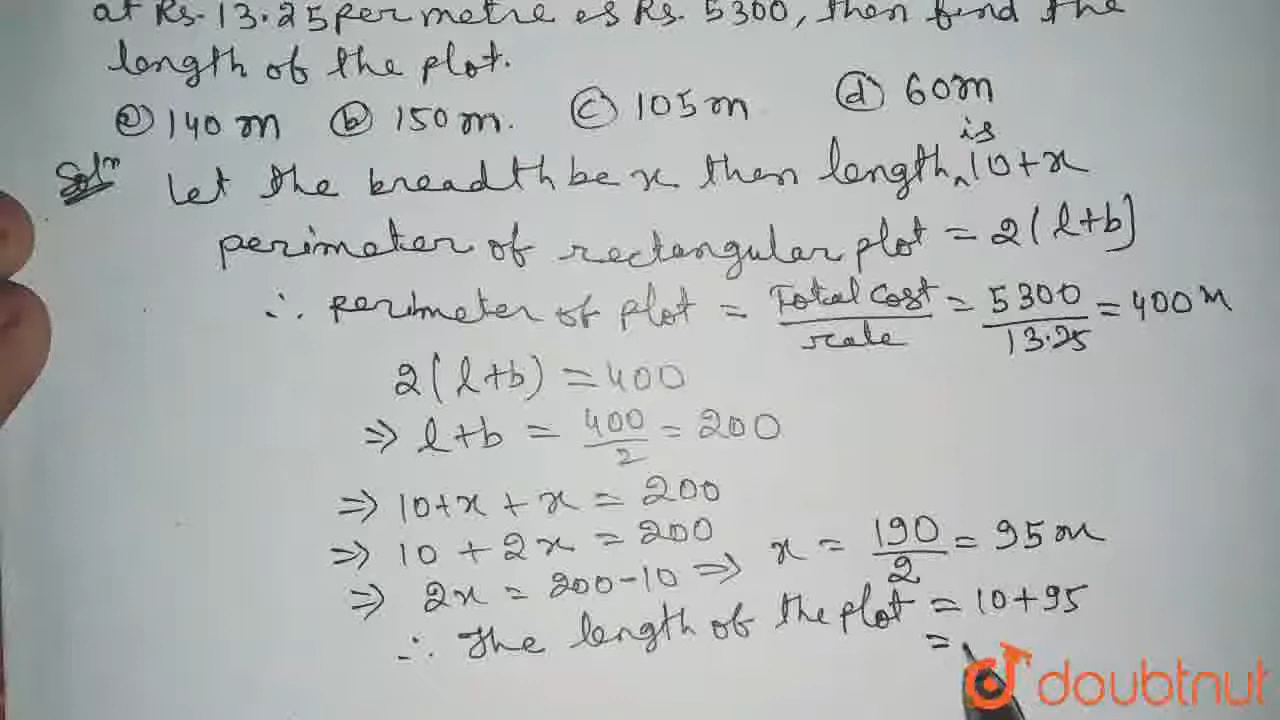 at Rs. 13.25 per metre is Rs. 5300, then find the
length of the plot.
(a) 140 m (b) 150 m. (c) 105 m (d) 60m
Solⁿ Let the breadth be x then length is 10+x
perimeter of rectangular plot = 2(l+b)
∴ perimeter of plot = Total Cost/rate = 5300/13.25 = 400 m
2(l+b) = 400
⇒ l+b = 400/2 = 200
⇒ 10+x + x = 200
⇒ 10 + 2x = 200
⇒ 2x = 200-10 ⇒ x = 190/2 = 95 m
∴ The length of the plot = 10+95
=
doubtnut